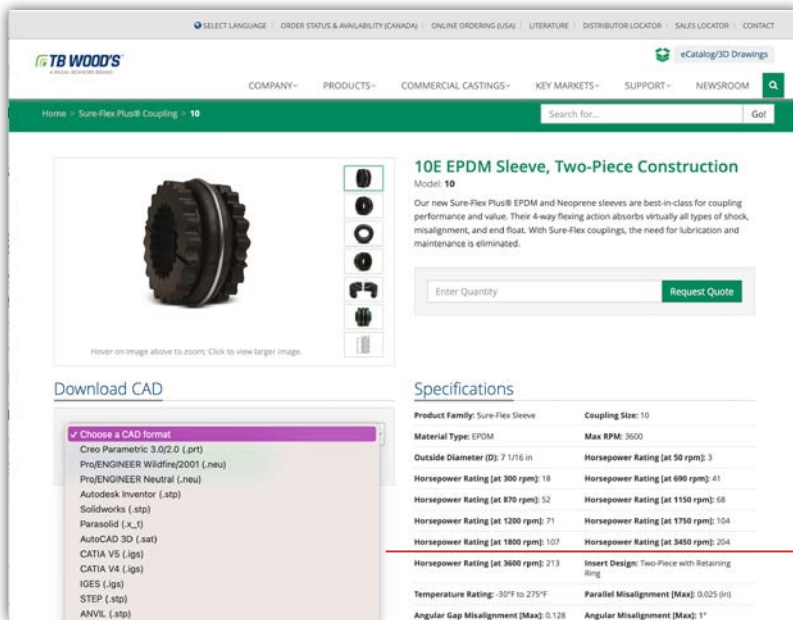 SELECT LANGUAGE | ORDER STATUS & AVAILABILITY (CANADA) | ONLINE ORDERING (USA) | LITERATURE | DISTRIBUTOR LOCATOR | SALES LOCATOR | CONTACT
TB WOOD'S®
A REGAL REXNORD BRAND
eCatalog/3D Drawings
COMPANY PRODUCTS COMMERCIAL CASTINGS KEY MARKETS SUPPORT NEWSROOM
Home > Sure-Flex Plus® Coupling > 10
Search for... Go!
10E EPDM Sleeve, Two-Piece Construction
Model: 10
Our new Sure-Flex Plus® EPDM and Neoprene sleeves are best-in-class for coupling
performance and value. Their 4-way flexing action absorbs virtually all types of shock,
misalignment, and end float. With Sure-Flex couplings, the need for lubrication and
maintenance is eliminated.
Enter Quantity Request Quote
Hover on image above to zoom; Click to view larger image.
Download CAD
✓ Choose a CAD format
Creo Parametric 3.0/2.0 (.prt)
Pro/ENGINEER Wildfire/2001 (.neu)
Pro/ENGINEER Neutral (.neu)
Autodesk Inventor (.stp)
Solidworks (.stp)
Parasolid (.x_t)
AutoCAD 3D (.sat)
CATIA V5 (.igs)
CATIA V4 (.igs)
IGES (.igs)
STEP (.stp)
ANVIL (.stp)
Specifications
Product Family: Sure-Flex Sleeve Coupling Size: 10
Material Type: EPDM Max RPM: 3600
Outside Diameter (D): 7 1/16 in Horsepower Rating [at 50 rpm]: 3
Horsepower Rating [at 300 rpm]: 18 Horsepower Rating [at 690 rpm]: 41
Horsepower Rating [at 870 rpm]: 52 Horsepower Rating [at 1150 rpm]: 68
Horsepower Rating [at 1200 rpm]: 71 Horsepower Rating [at 1750 rpm]: 104
Horsepower Rating [at 1800 rpm]: 107 Horsepower Rating [at 3450 rpm]: 204
Horsepower Rating [at 3600 rpm]: 213 Insert Design: Two-Piece with Retaining
Ring
Temperature Rating: -30°F to 275°F Parallel Misalignment [Max]: 0.025 (in)
Angular Gap Misalignment [Max]: 0.128 Angular Misalignment [Max]: 1°